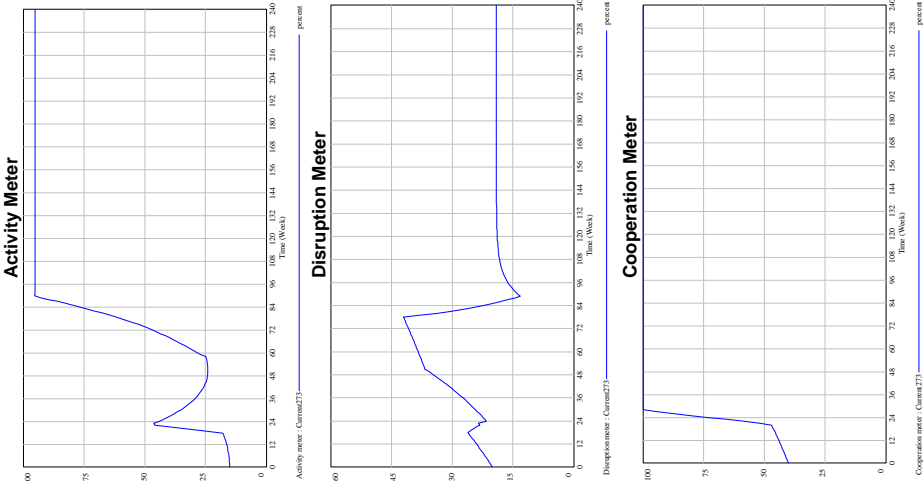 Activity Meter
00
75
50
25
0
0 12 24 36 48 60 72 84 96 108 120 132 144 156 168 180 192 204 216 228 240
Time (Week)
Activity meter : Current273 percent
Disruption Meter
60
45
30
15
0
0 12 24 36 48 60 72 84 96 108 120 132 144 156 168 180 192 204 216 228 240
Time (Week)
Disruption meter : Current273 percent
Cooperation Meter
100
75
50
25
0
0 12 24 36 48 60 72 84 96 108 120 132 144 156 168 180 192 204 216 228 240
Time (Week)
Cooperation meter : Current273 percent